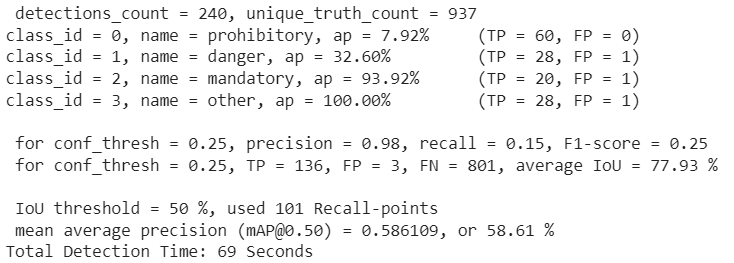 detections_count = 240, unique_truth_count = 937
class_id = 0, name = prohibitory, ap = 7.92% (TP = 60, FP = 0)
class_id = 1, name = danger, ap = 32.60% (TP = 28, FP = 1)
class_id = 2, name = mandatory, ap = 93.92% (TP = 20, FP = 1)
class_id = 3, name = other, ap = 100.00% (TP = 28, FP = 1)
for conf_thresh = 0.25, precision = 0.98, recall = 0.15, F1-score = 0.25
for conf_thresh = 0.25, TP = 136, FP = 3, FN = 801, average IoU = 77.93 %
IoU threshold = 50 %, used 101 Recall-points
mean average precision (mAP@0.50) = 0.586109, or 58.61 %
Total Detection Time: 69 Seconds